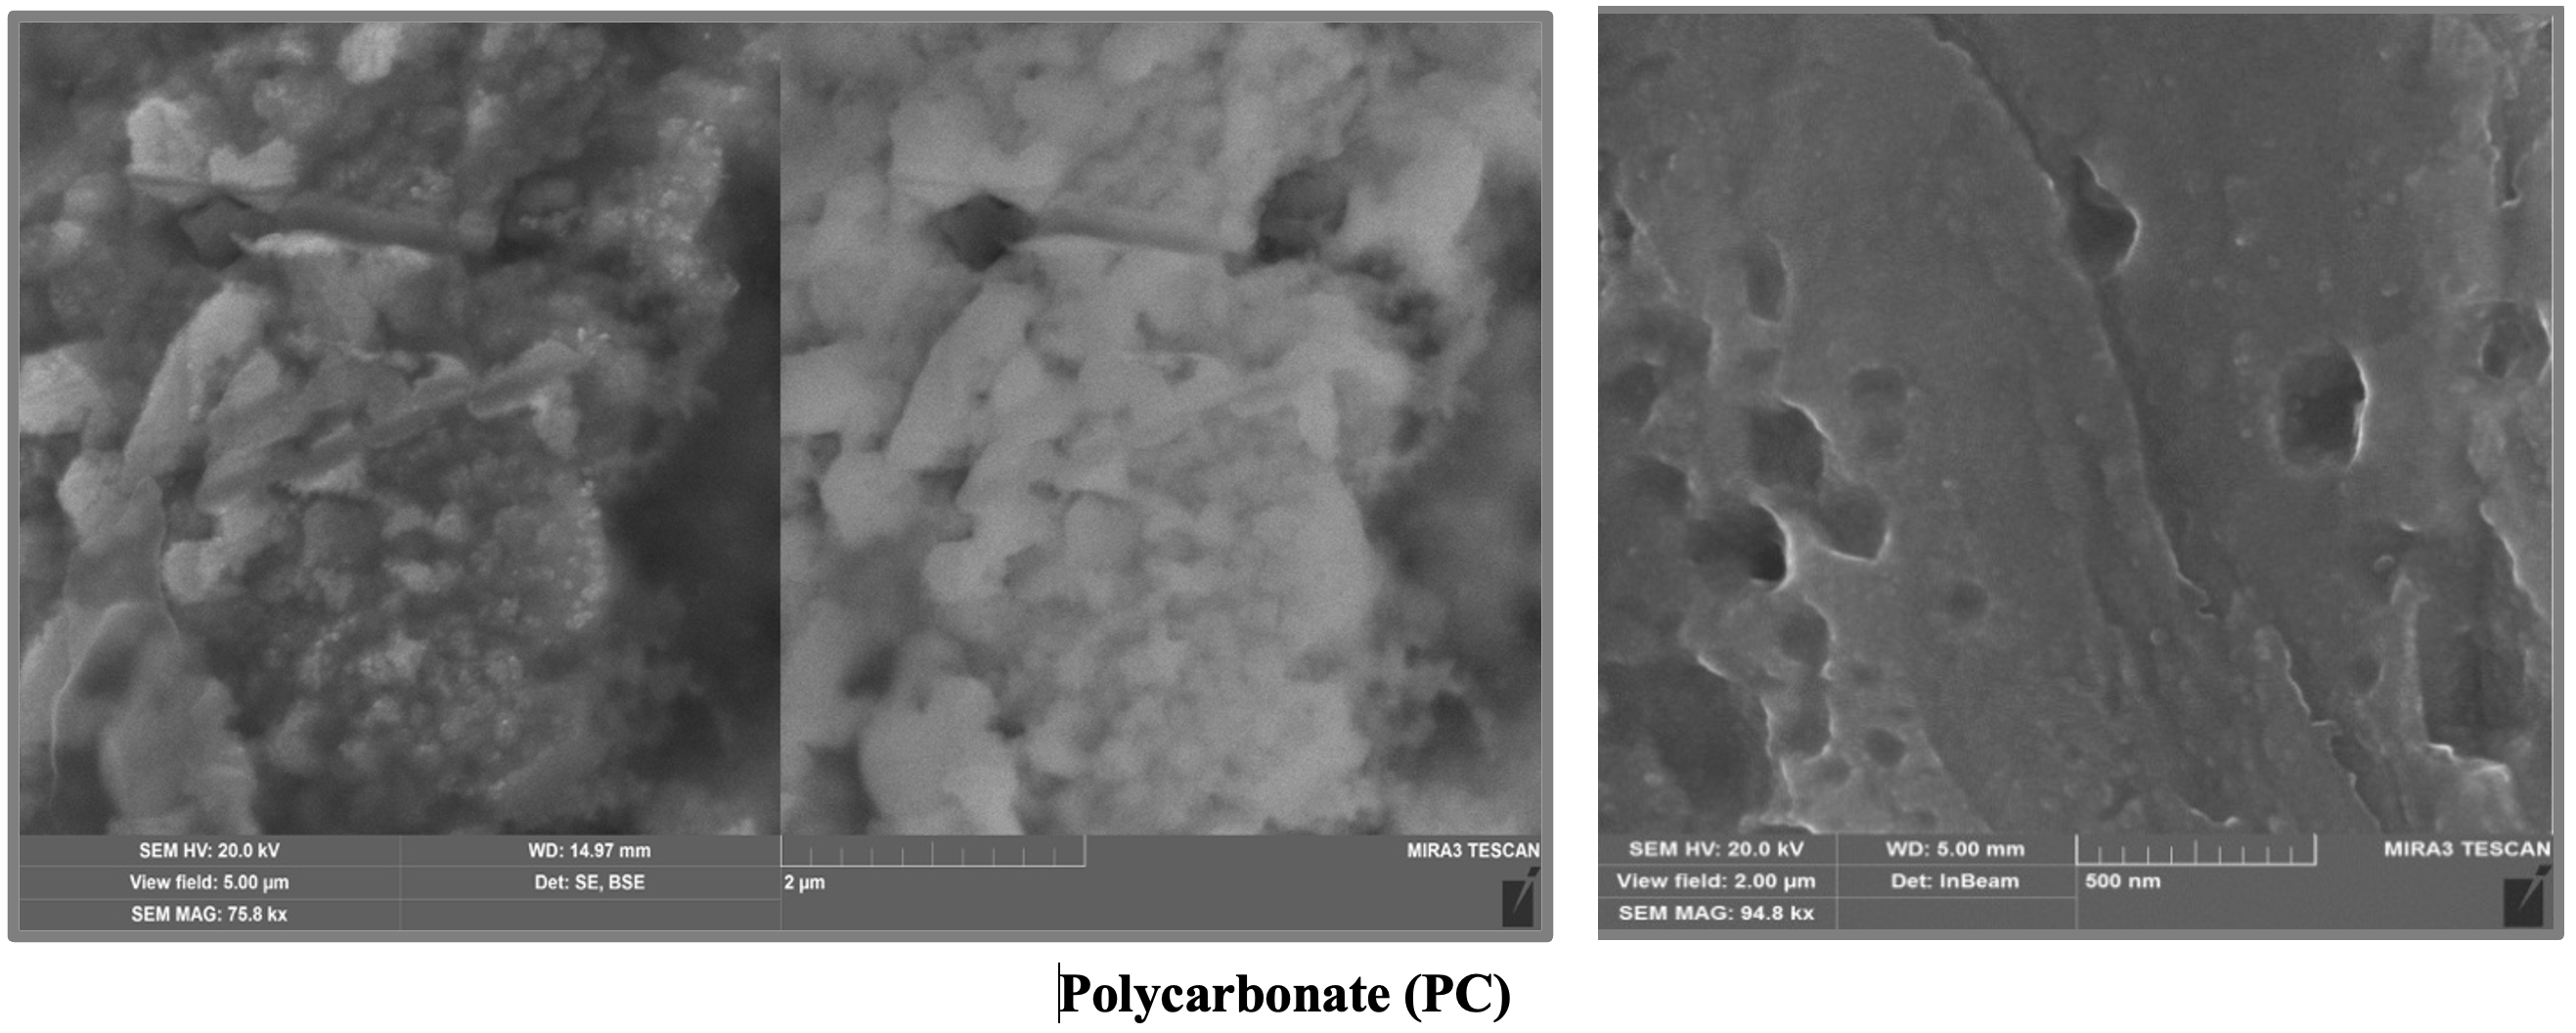 SEM HV: 20.0 kV WD: 14.97 mm MIRA3 TESCAN
View field: 5.00 µm Det: SE, BSE 2 µm
SEM MAG: 75.8 kx
SEM HV: 20.0 kV WD: 5.00 mm MIRA3 TESCAN
View field: 2.00 µm Det: InBeam 500 nm
SEM MAG: 94.8 kx
Polycarbonate (PC)